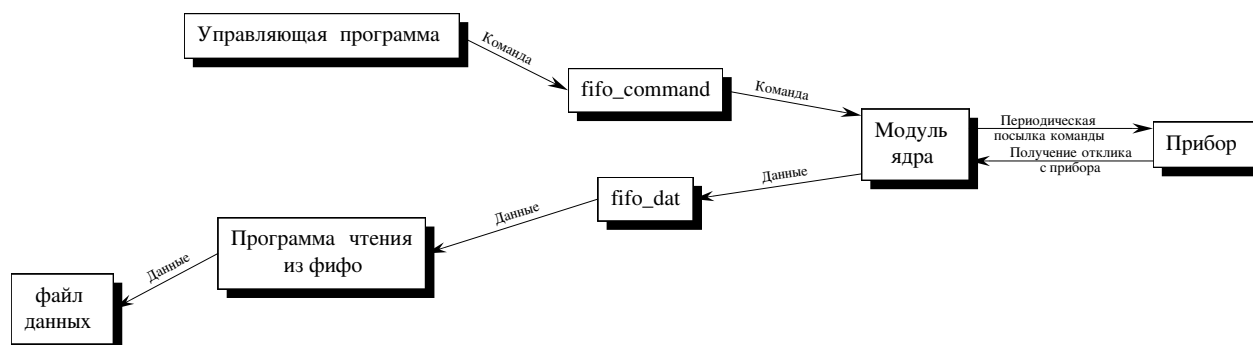 Управляющая программа
Команда
fifo_command
Команда
Модуль
ядра
Периодическая
посылка команды
Прибор
Получение отклика
с прибора
Данные
fifo_dat
Данные
Программа чтения
из фифо
Данные
файл
данных